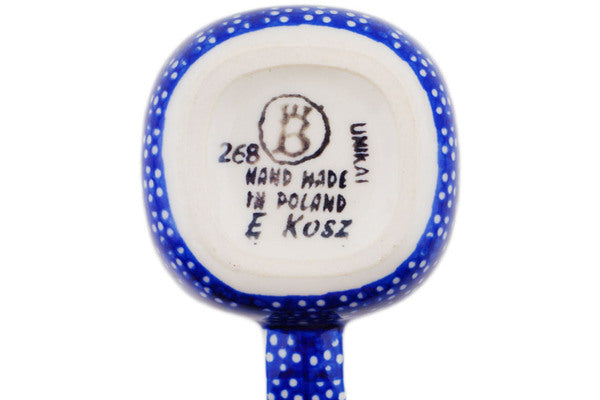 B
268
UNIKAT
HAND MADE
IN POLAND
E KOSZ